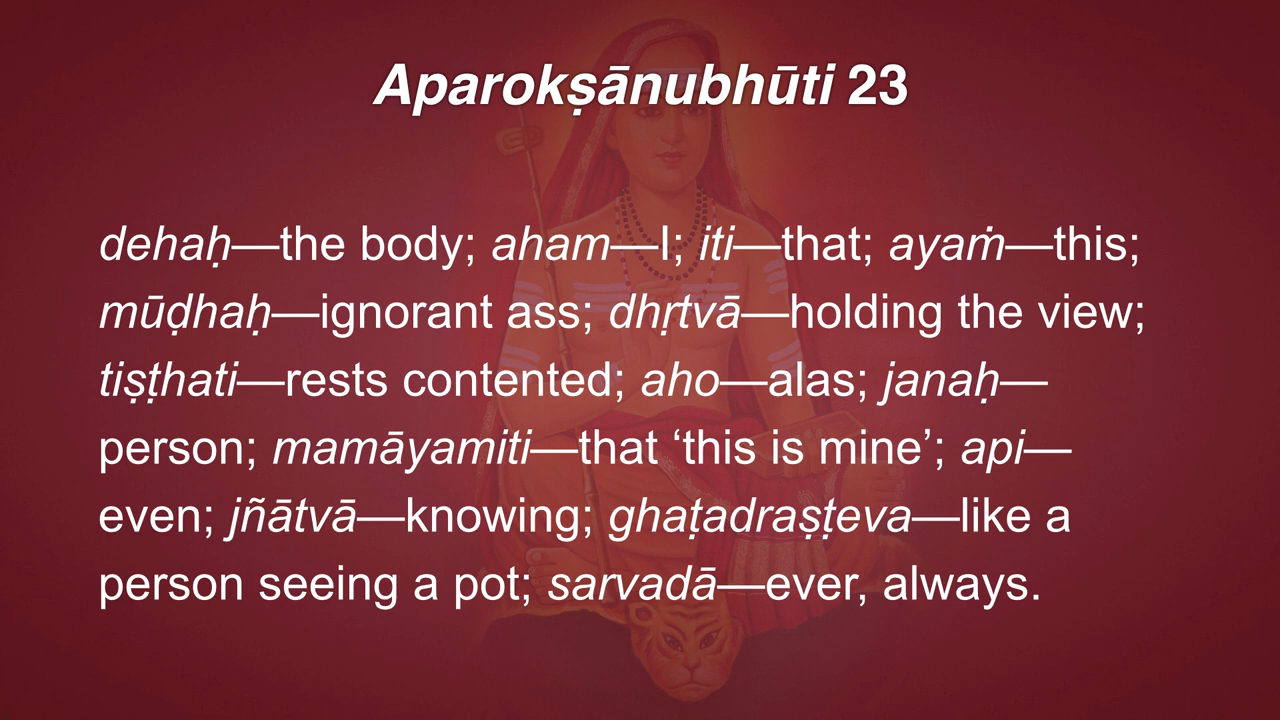 Aparokṣānubhūti 23
dehaḥ—the body; aham—I; iti—that; ayaṁ—this;
mūḍhaḥ—ignorant ass; dhṛtvā—holding the view;
tiṣṭhati—rests contented; aho—alas; janaḥ—
person; mamāyamiti—that ‘this is mine’; api—
even; jñātvā—knowing; ghaṭadraṣṭeva—like a
person seeing a pot; sarvadā—ever, always.